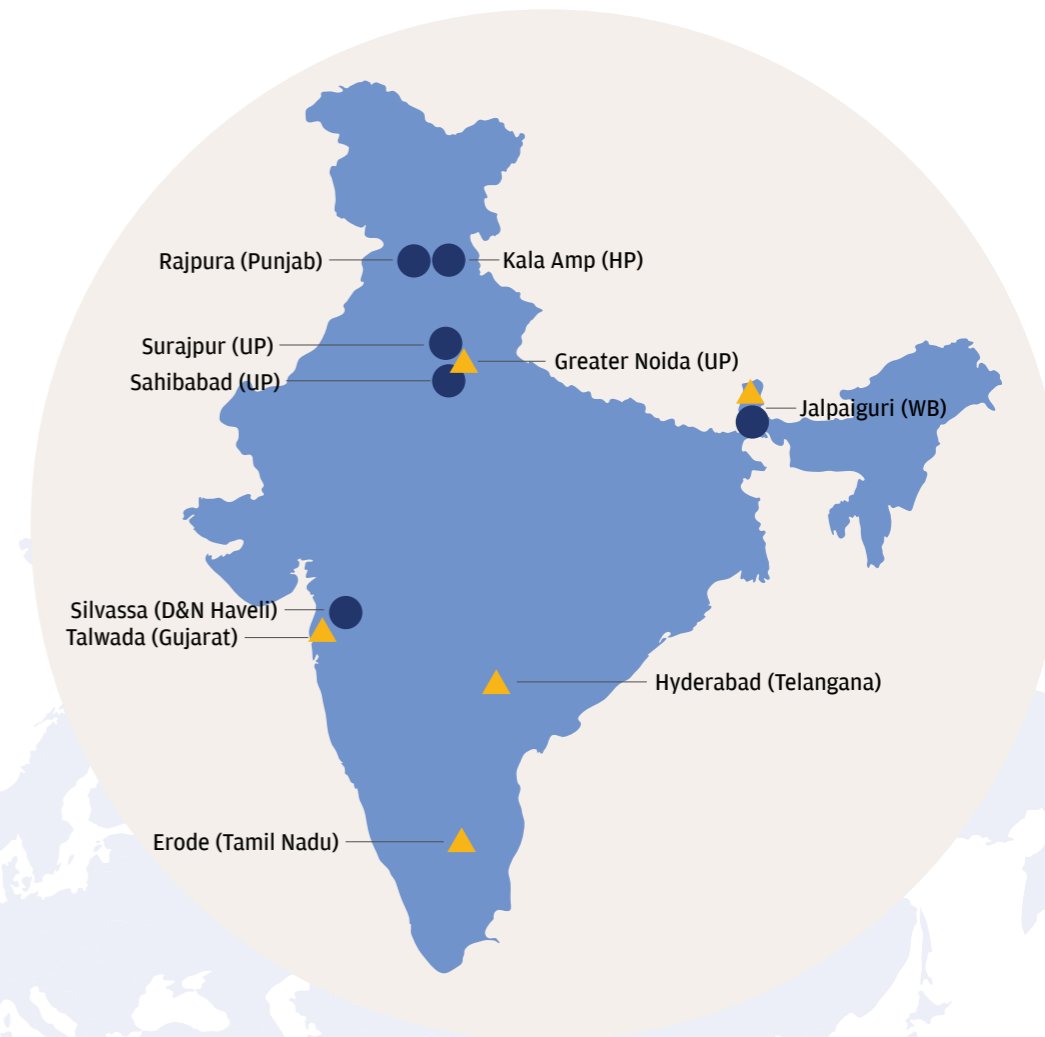 Rajpura (Punjab)
Kala Amp (HP)
Surajpur (UP)
Greater Noida (UP)
Sahibabad (UP)
Jalpaiguri (WB)
Silvassa (D&N Haveli)
Talwada (Gujarat)
Hyderabad (Telangana)
Erode (Tamil Nadu)